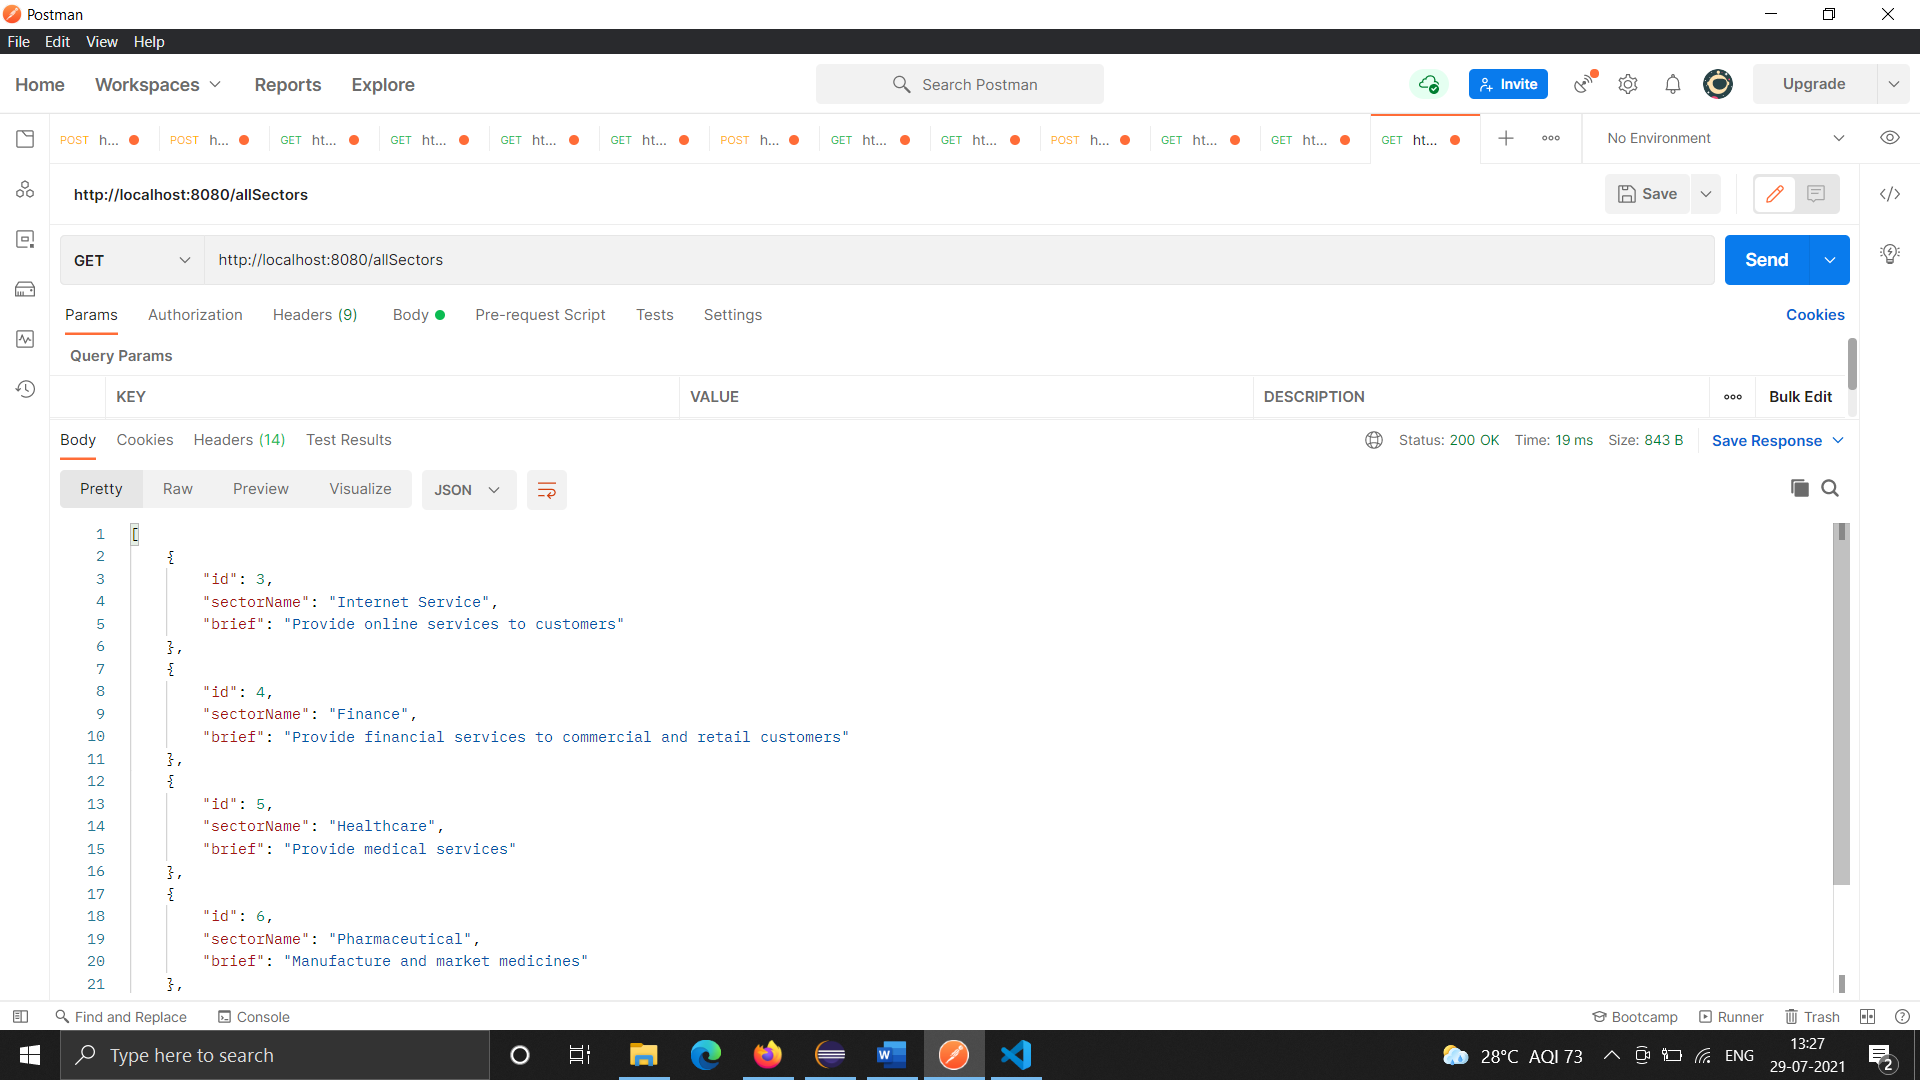 Postman
File Edit View Help
Home Workspaces Reports Explore Search Postman Invite Upgrade
POST h... POST h... GET ht... GET ht... GET ht... GET ht... POST h... GET ht... GET ht... POST h... GET ht... GET ht... GET ht... No Environment
http://localhost:8080/allSectors Save
GET http://localhost:8080/allSectors Send
Params Authorization Headers (9) Body Pre-request Script Tests Settings Cookies
Query Params
KEY VALUE DESCRIPTION Bulk Edit
Body Cookies Headers (14) Test Results Status: 200 OK Time: 19 ms Size: 843 B Save Response
Pretty Raw Preview Visualize JSON
1 [
2 {
3 "id": 3,
4 "sectorName": "Internet Service",
5 "brief": "Provide online services to customers"
6 },
7 {
8 "id": 4,
9 "sectorName": "Finance",
10 "brief": "Provide financial services to commercial and retail customers"
11 },
12 {
13 "id": 5,
14 "sectorName": "Healthcare",
15 "brief": "Provide medical services"
16 },
17 {
18 "id": 6,
19 "sectorName": "Pharmaceutical",
20 "brief": "Manufacture and market medicines"
21 },
Find and Replace Console Bootcamp Runner Trash
Type here to search 28°C AQI 73 ENG 13:27
29-07-2021 2